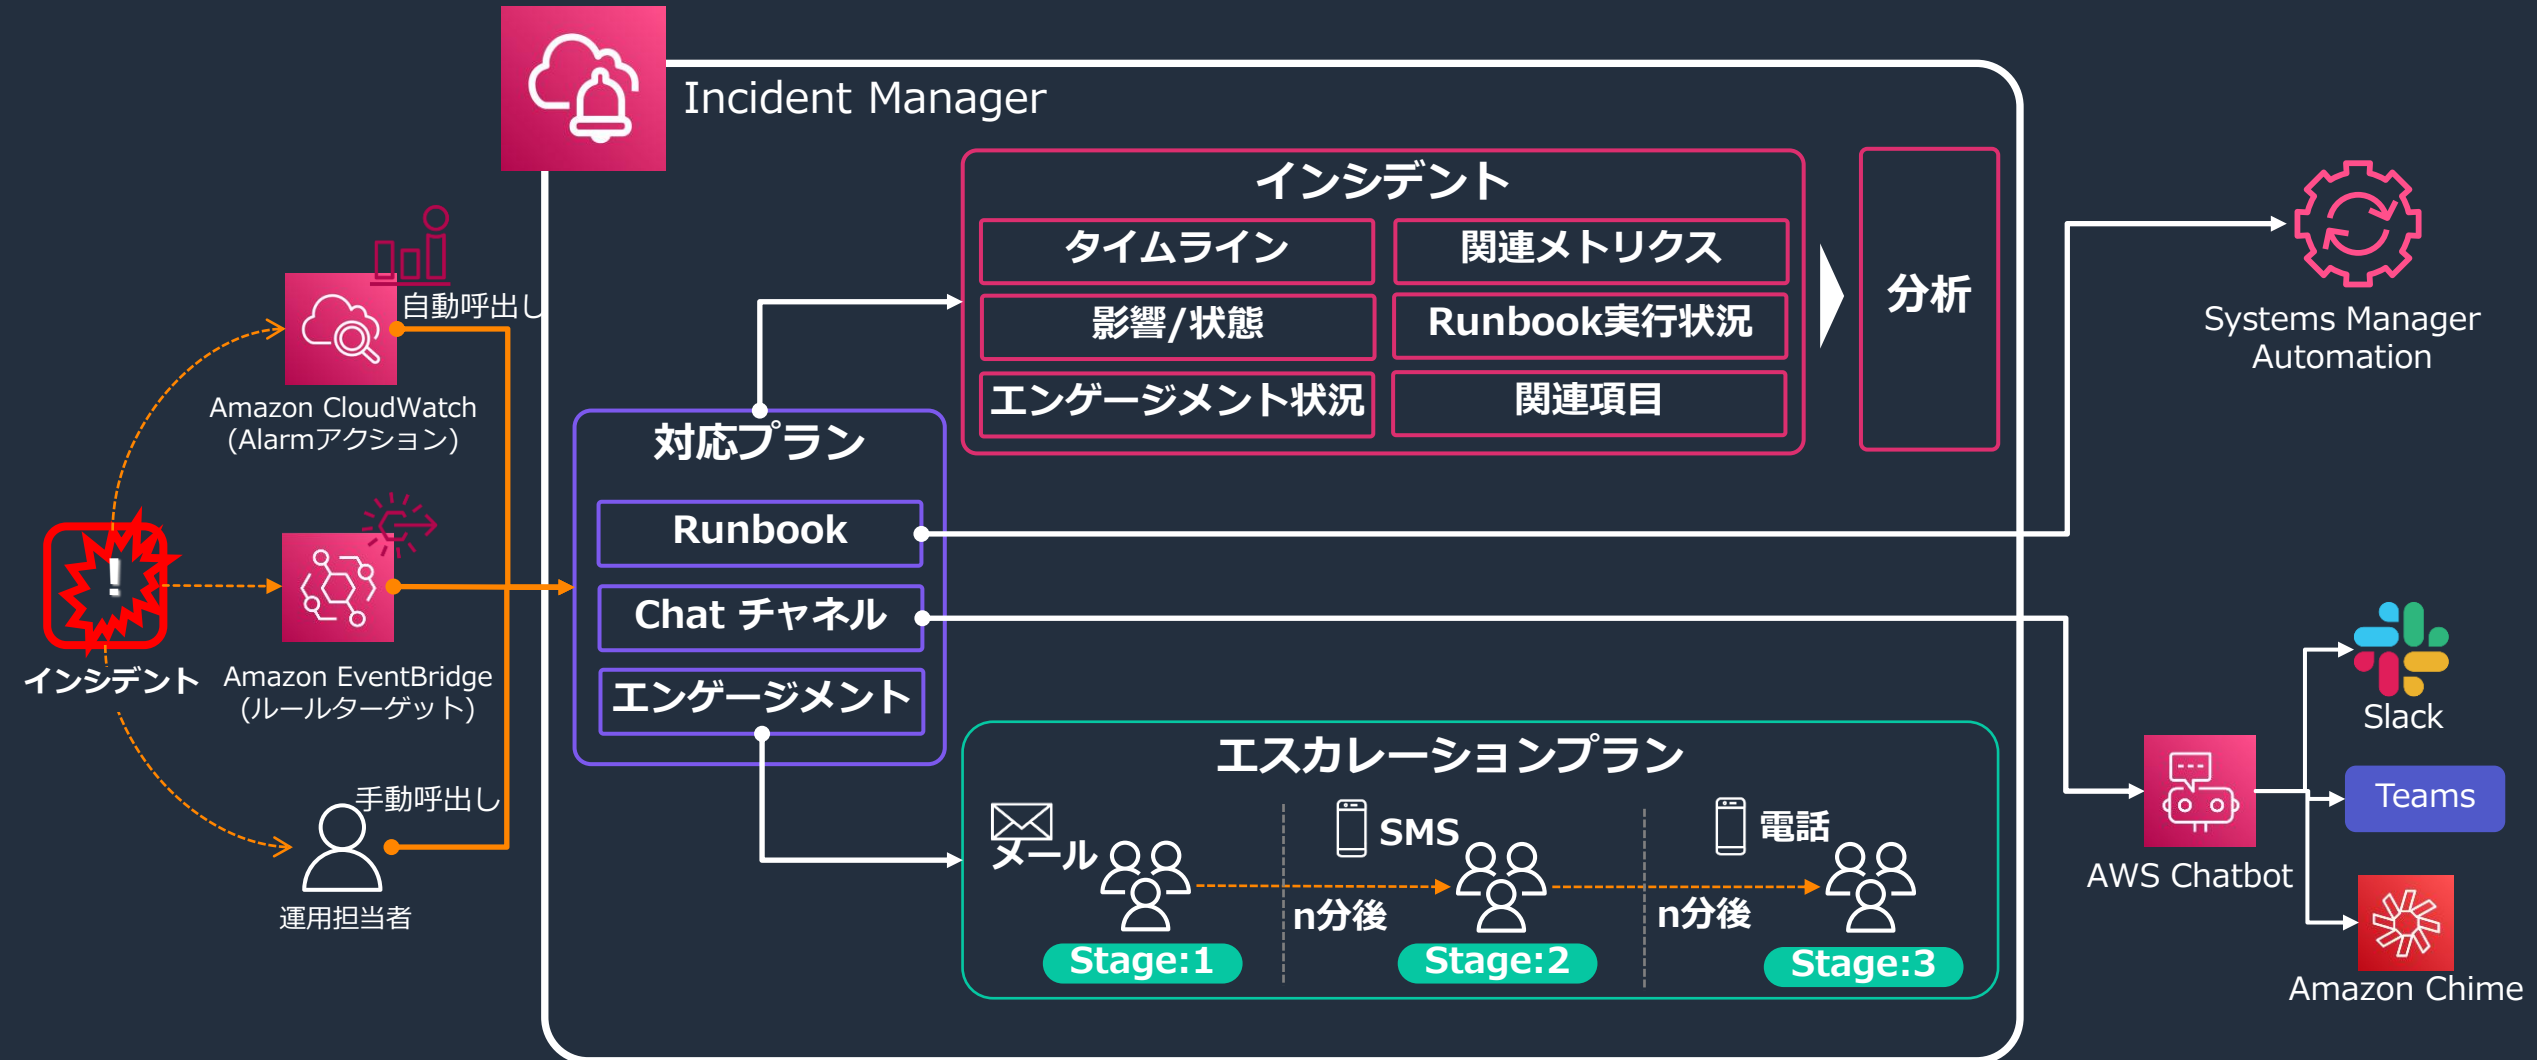 Incident Manager
自動呼出し
Amazon CloudWatch
(Alarmアクション)
!
インシデント
Amazon EventBridge
(ルールターゲット)
手動呼出し
運用担当者
対応プラン
Runbook
Chat チャネル
エンゲージメント
インシデント
タイムライン
関連メトリクス
影響/状態
Runbook実行状況
エンゲージメント状況
関連項目
分析
エスカレーションプラン
メール
SMS
電話
n分後
n分後
Stage:1
Stage:2
Stage:3
Systems Manager
Automation
Slack
Teams
AWS Chatbot
Amazon Chime